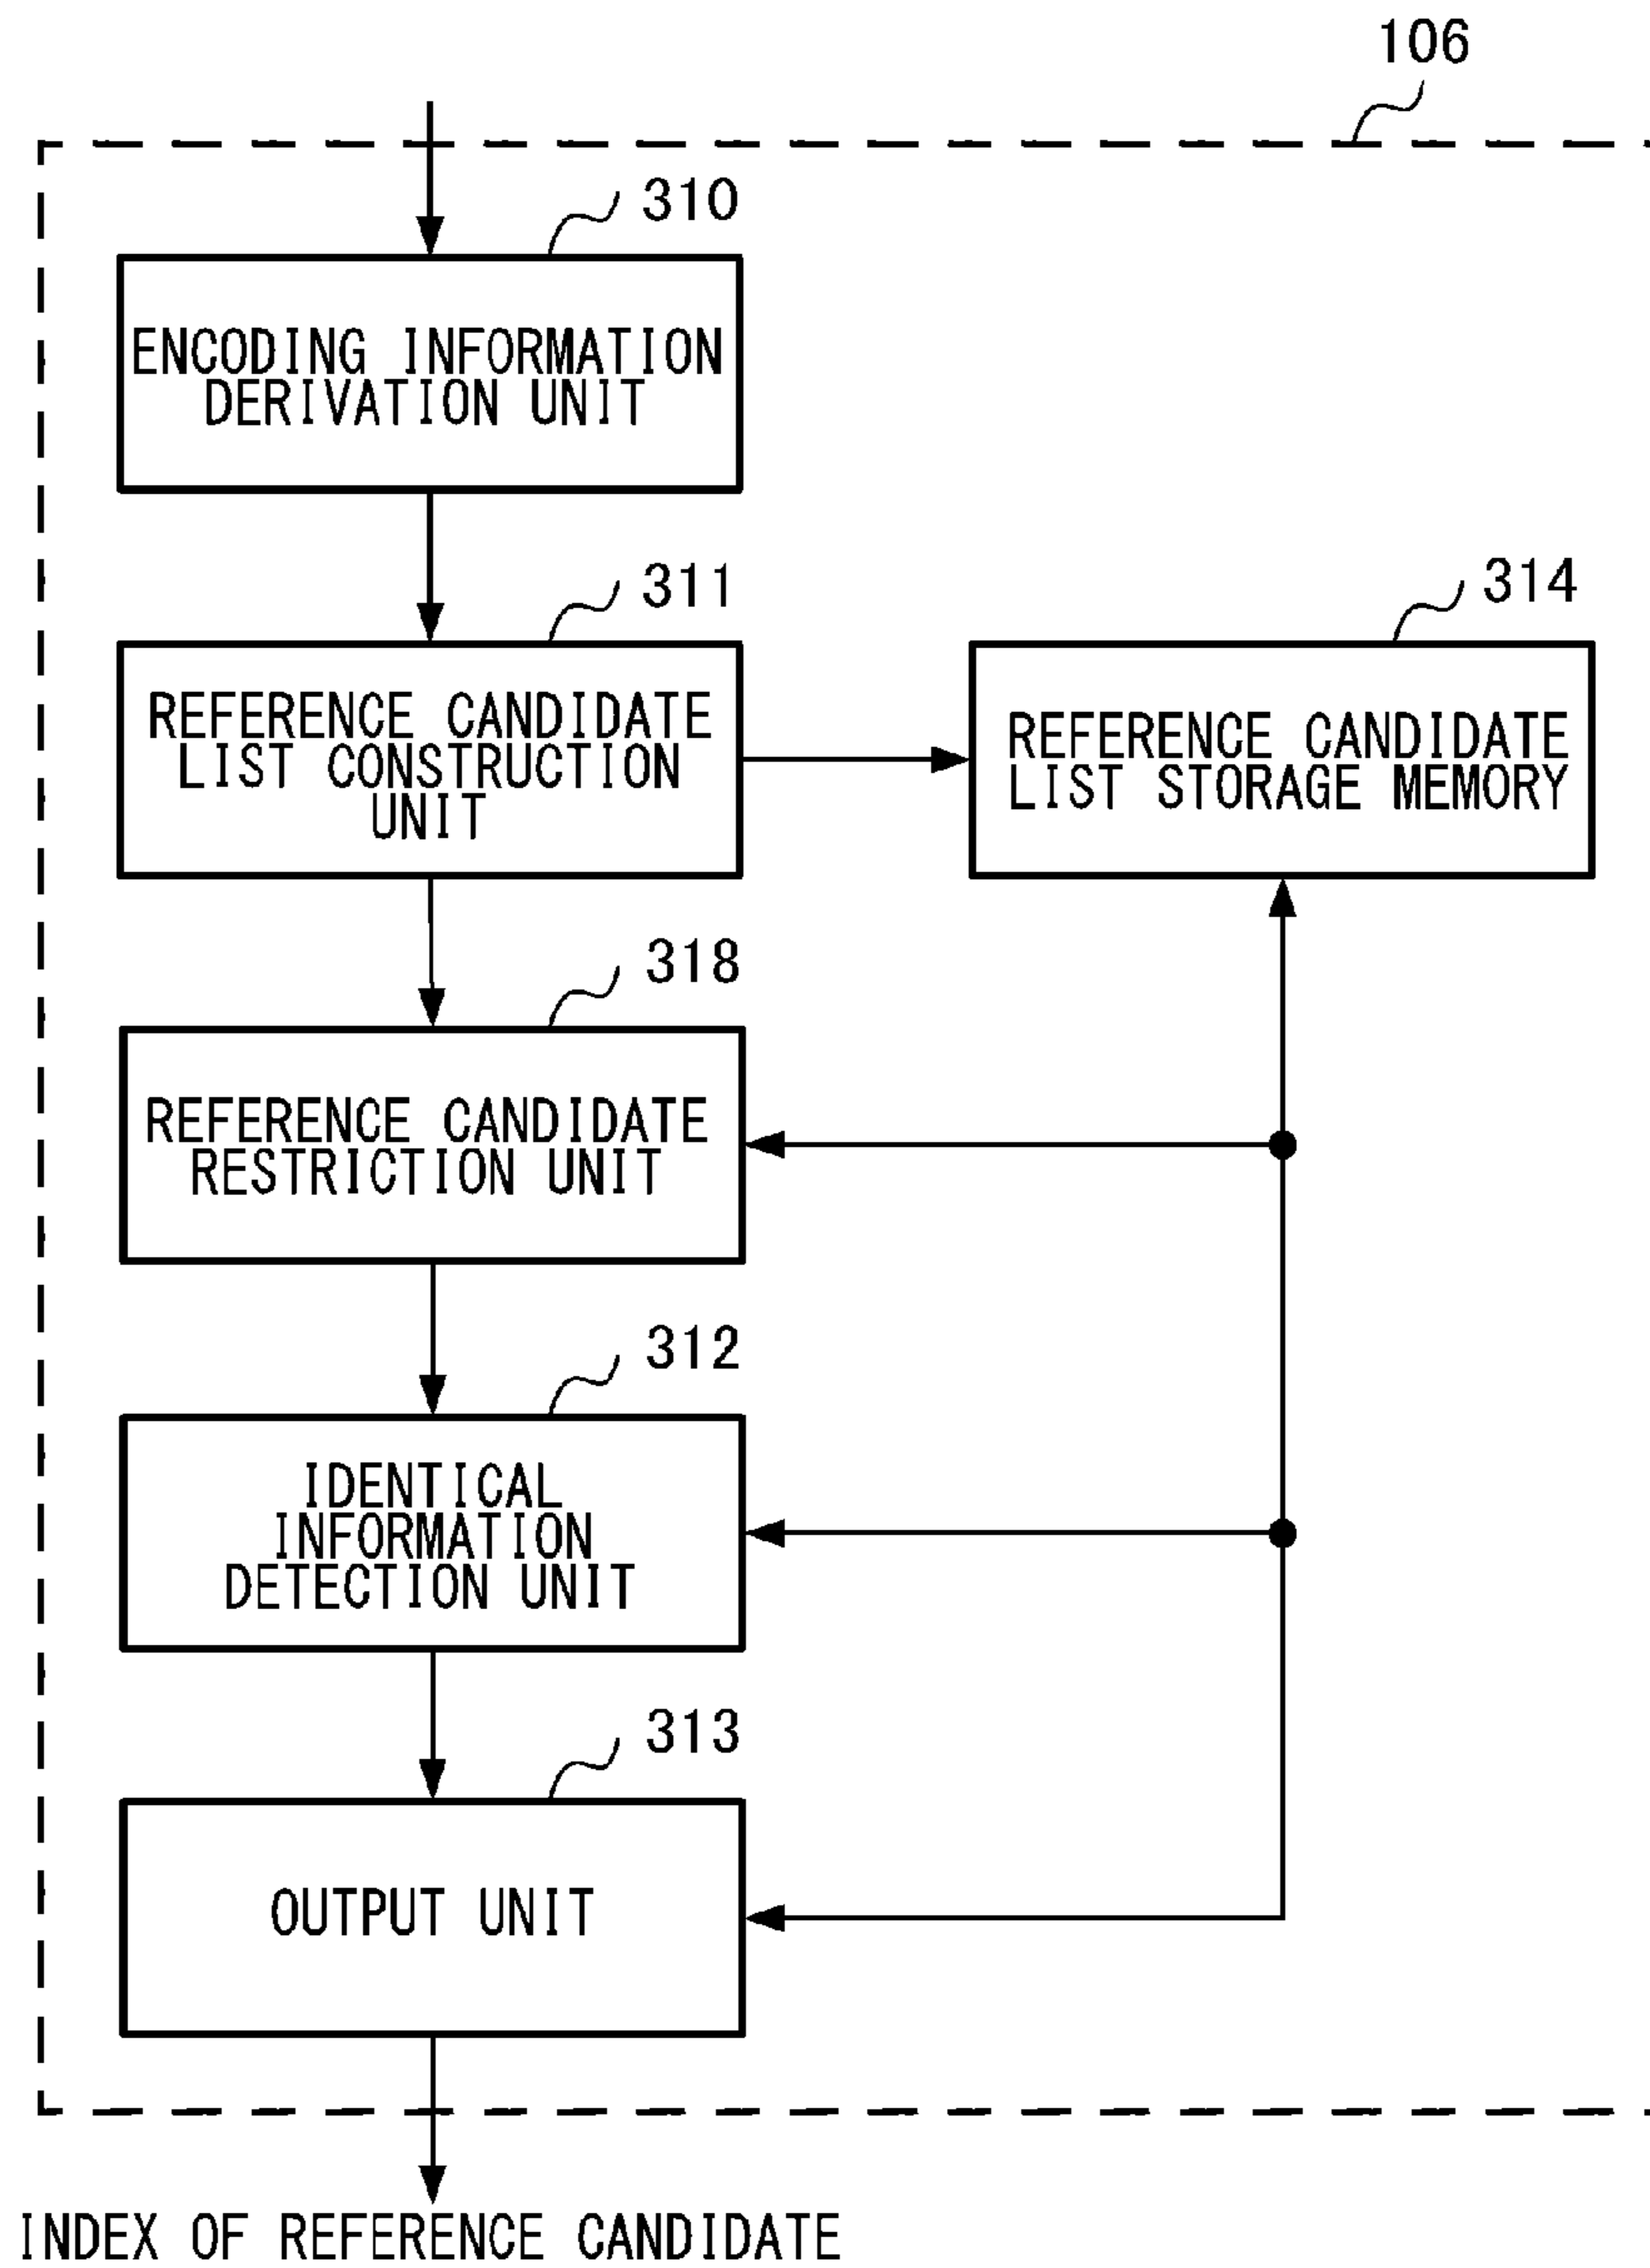 106
310
ENCODING INFORMATION
DERIVATION UNIT
311
REFERENCE CANDIDATE
LIST CONSTRUCTION
UNIT
314
REFERENCE CANDIDATE
LIST STORAGE MEMORY
318
REFERENCE CANDIDATE
RESTRICTION UNIT
312
IDENTICAL
INFORMATION
DETECTION UNIT
313
OUTPUT UNIT
INDEX OF REFERENCE CANDIDATE